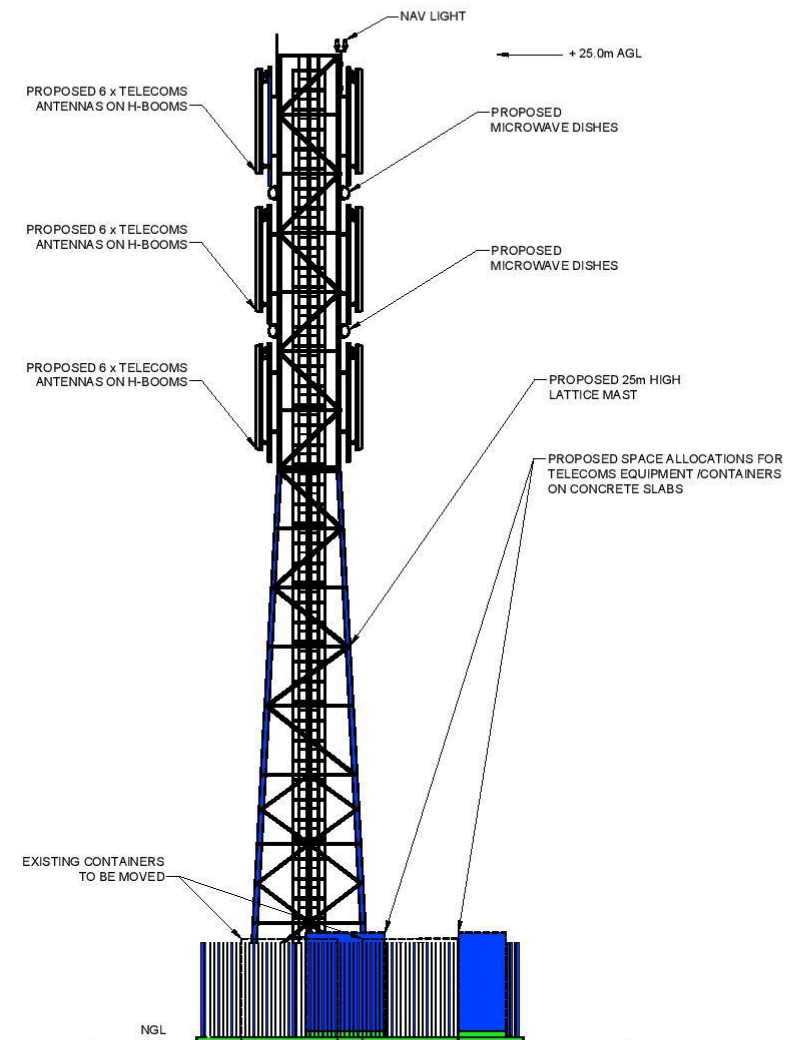 NAV LIGHT
+ 25.0m AGL
PROPOSED 6 x TELECOMS
ANTENNAS ON H-BOOMS
PROPOSED
MICROWAVE DISHES
PROPOSED 6 x TELECOMS
ANTENNAS ON H-BOOMS
PROPOSED
MICROWAVE DISHES
PROPOSED 6 x TELECOMS
ANTENNAS ON H-BOOMS
PROPOSED 25m HIGH
LATTICE MAST
PROPOSED SPACE ALLOCATIONS FOR
TELECOMS EQUIPMENT /CONTAINERS
ON CONCRETE SLABS
EXISTING CONTAINERS
TO BE MOVED
NGL